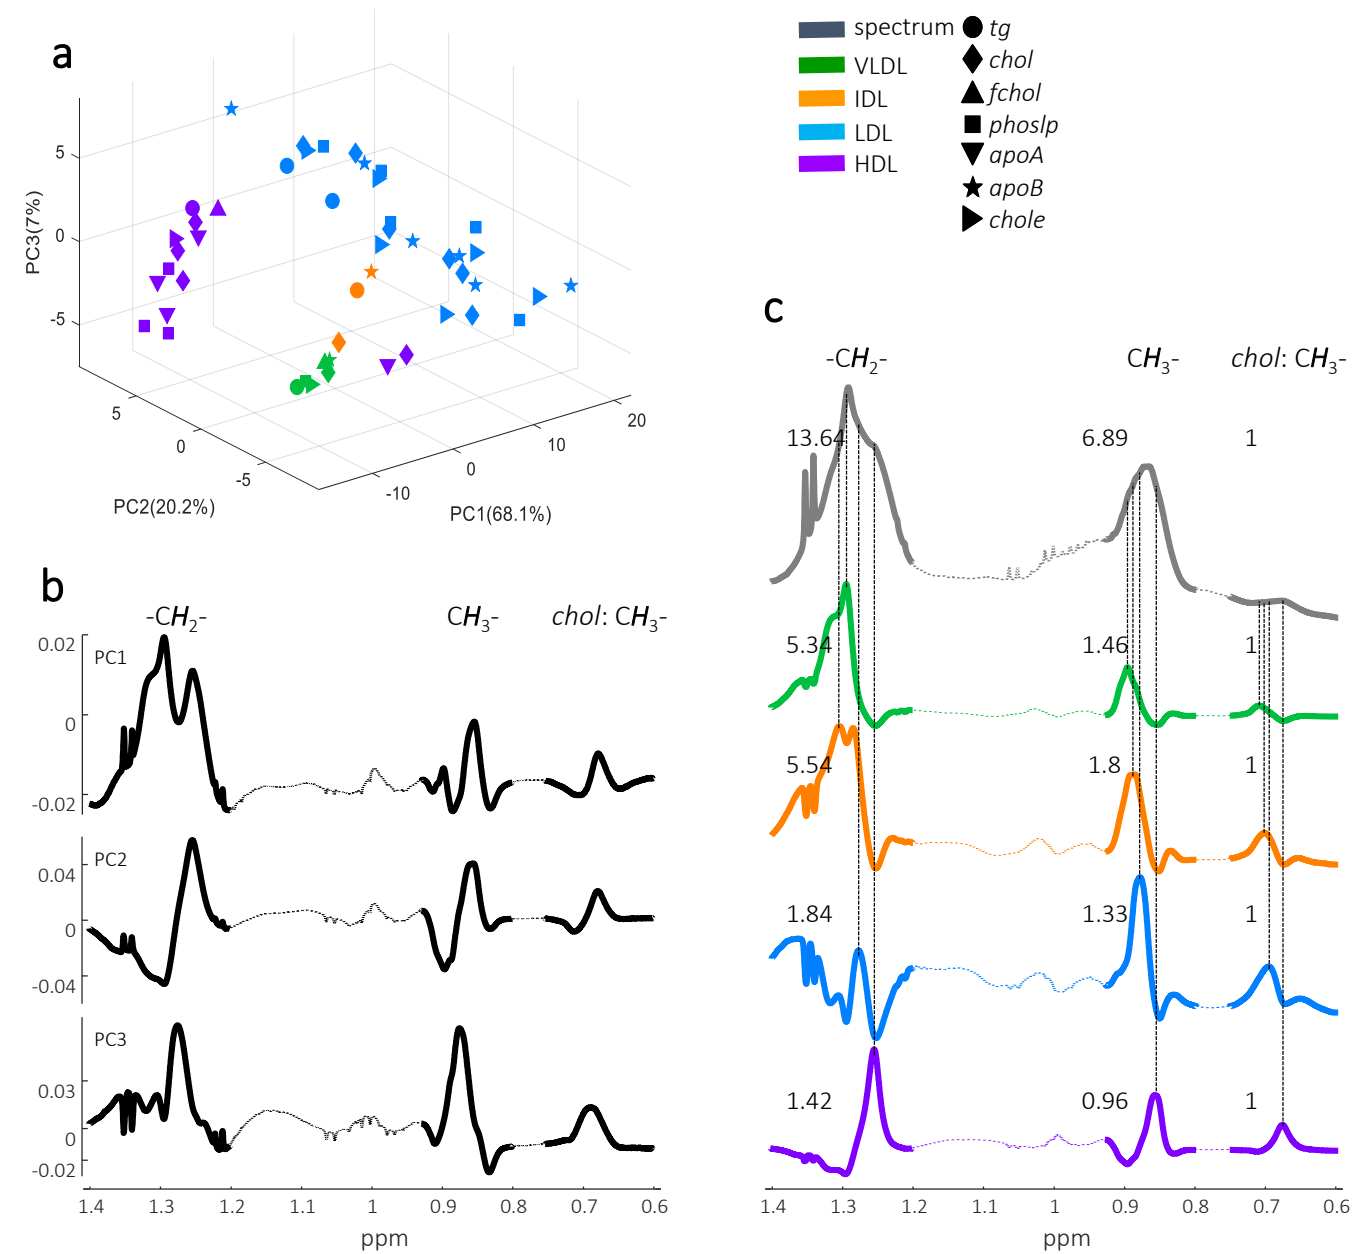 a
5
0
-5
PC3(7%)
5
0
-5
PC2(20.2%)
-10
0
10
20
PC1(68.1%)
spectrum
VLDL
IDL
LDL
HDL
tg
chol
fchol
phoslp
apoA
apoB
chole
b
-CH2-
CH3-
chol: CH3-
0.02
0
-0.02
PC1
0.04
0
-0.04
PC2
0.03
0
-0.02
PC3
1.4
1.3
1.2
1.1
1
0.9
0.8
0.7
0.6
ppm
c
-CH2-
CH3-
chol: CH3-
13.64
6.89
1
5.34
1.46
1
5.54
1.8
1
1.84
1.33
1
1.42
0.96
1
1.4
1.3
1.2
1.1
1
0.9
0.8
0.7
0.6
ppm